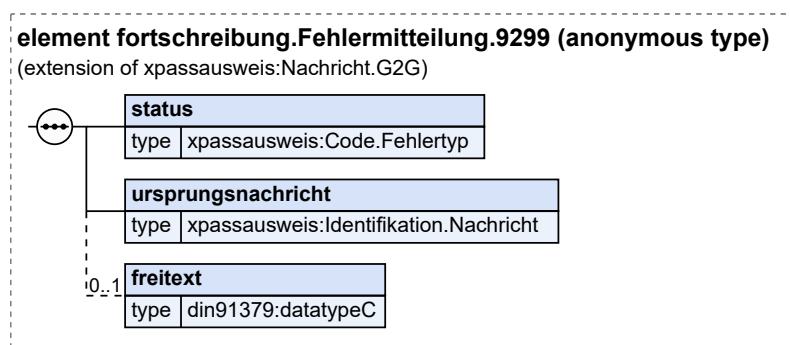 element fortschreibung.Fehlermitteilung.9299 (anonymous type)
(extension of xpassausweis:Nachricht.G2G)
status
type xpassausweis:Code.Fehlertyp
ursprungsnachricht
type xpassausweis:Identifikation.Nachricht
0..1 freitext
type din91379:datatypeC